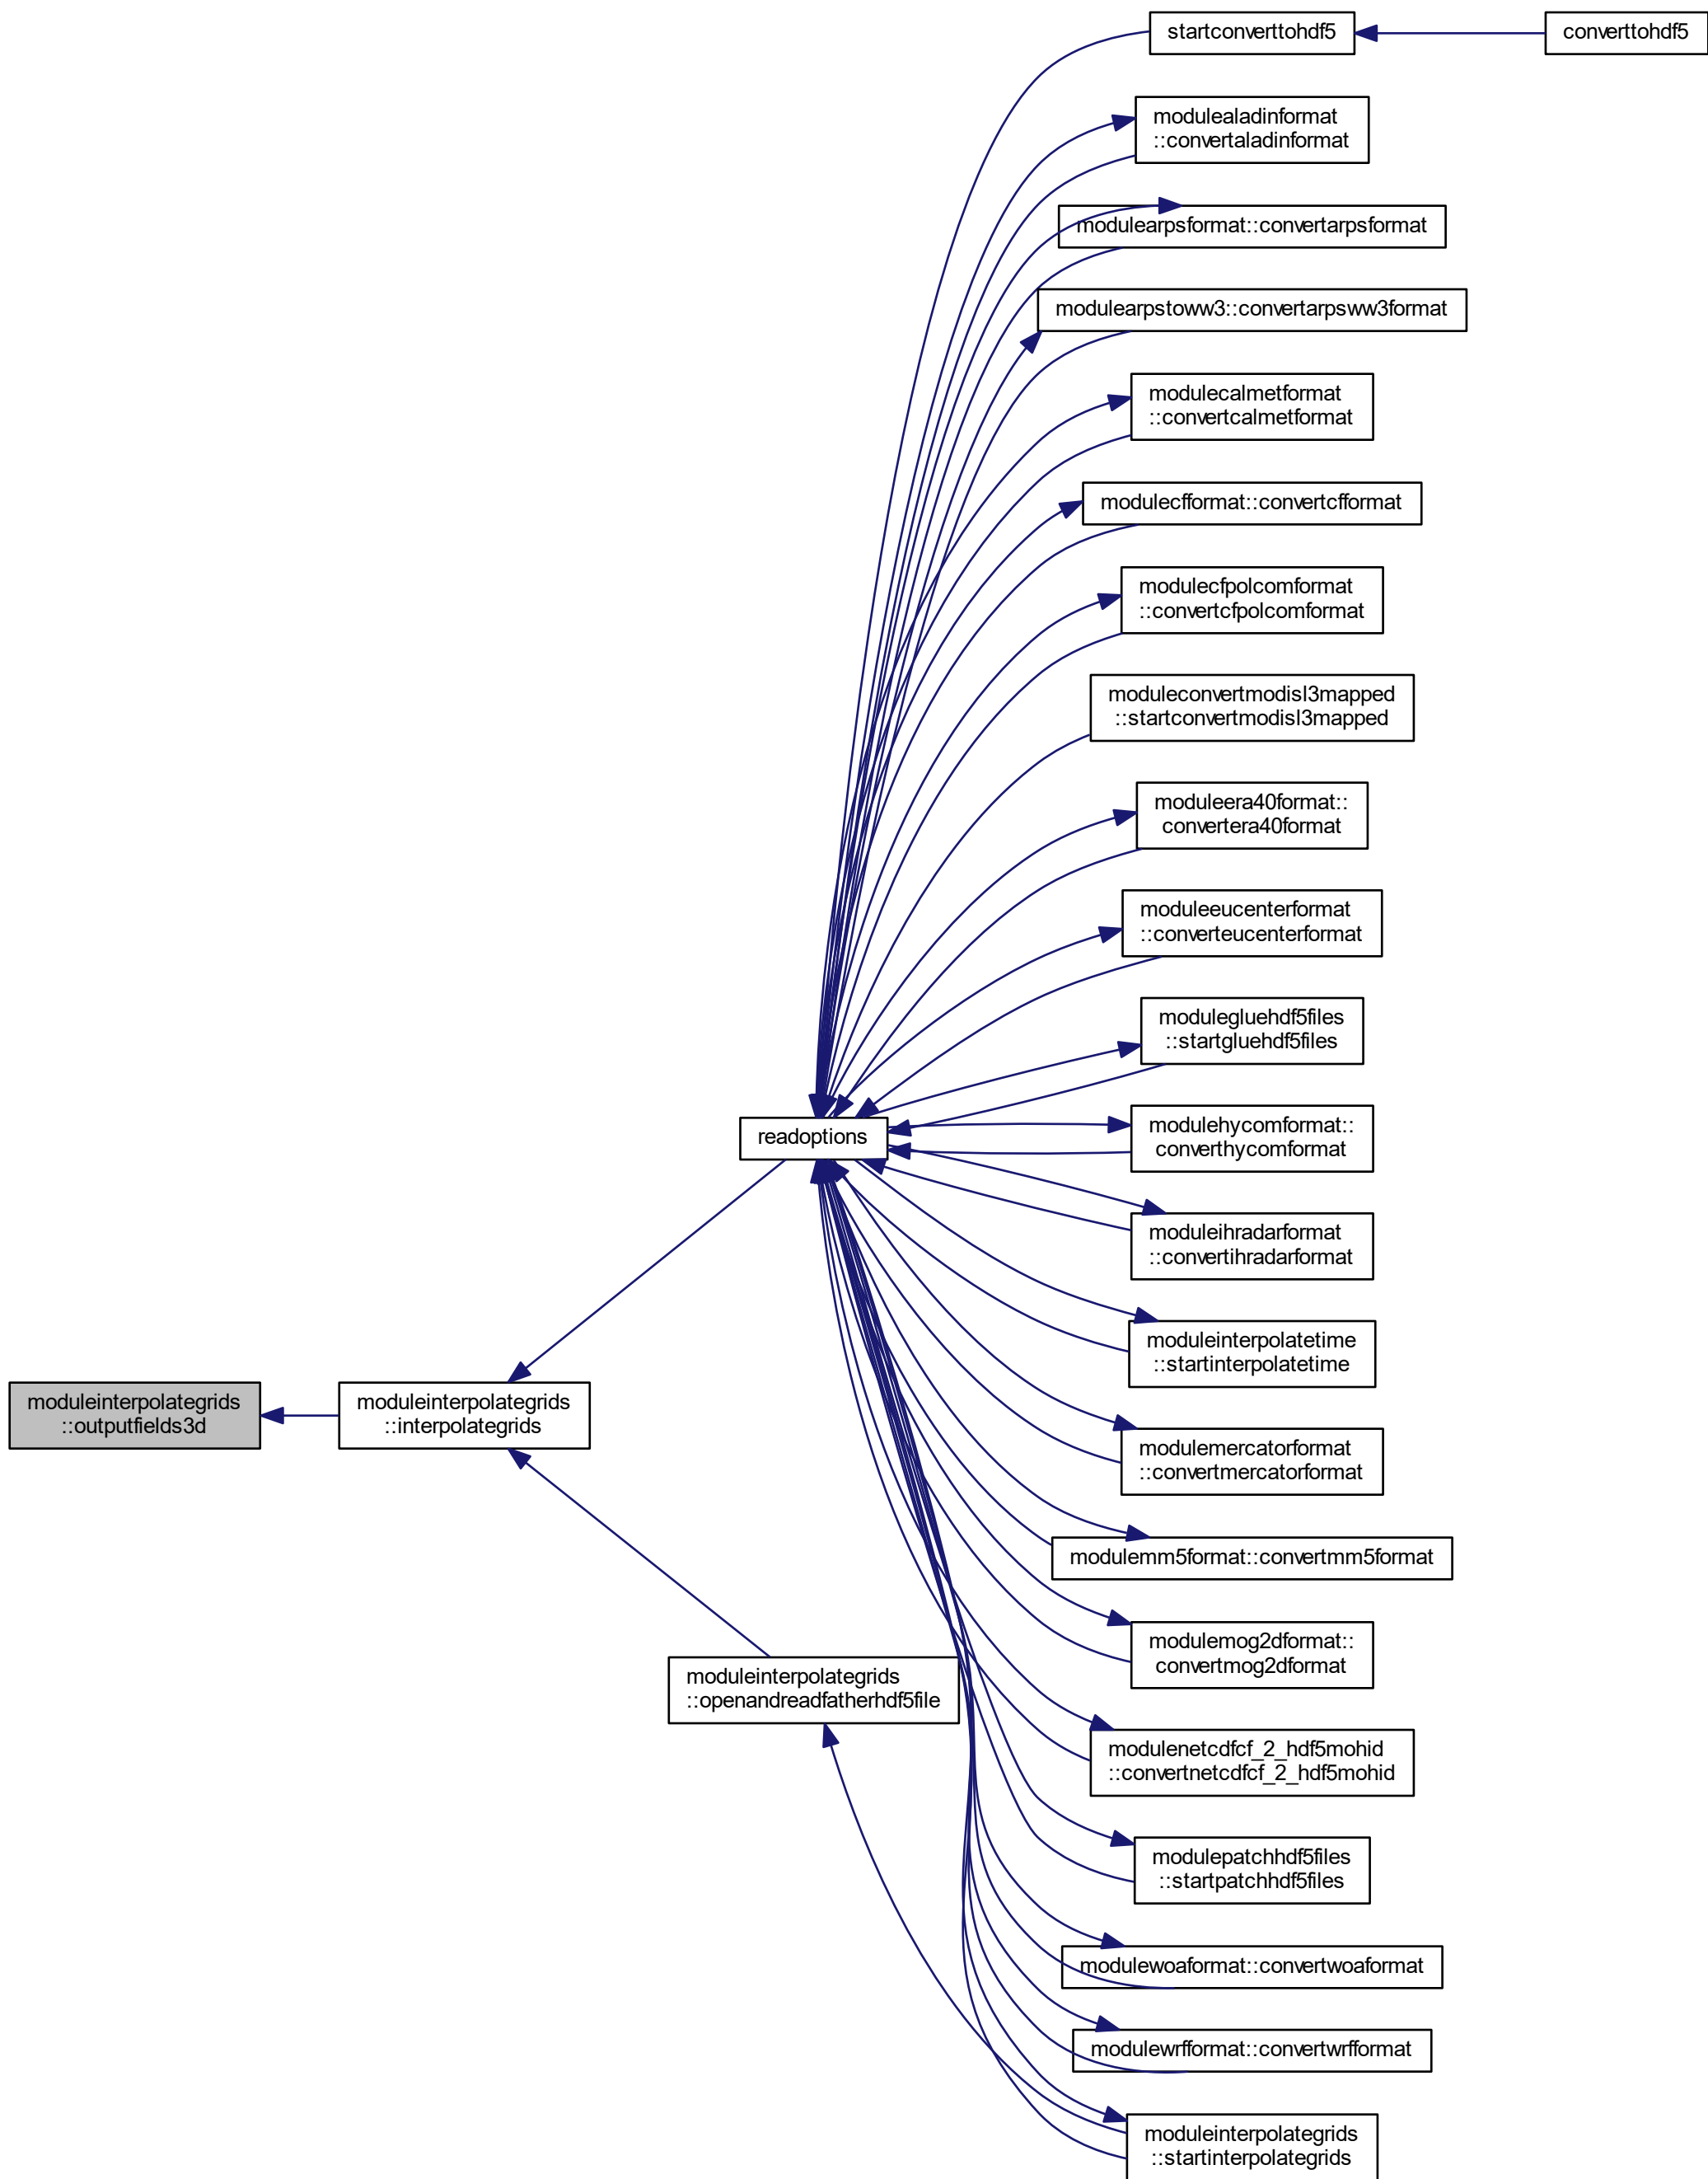 startconverttohdf5
converttohdf5
modulealadinformat
::convertaladinformat
modulearpsformat::convertarpsformat
modulearpstoww3::convertarpsww3format
modulecalmetformat
::convertcalmetformat
modulecfformat::convertcfformat
modulecfpolcomformat
::convertcfpolcomformat
moduleconvertmodisl3mapped
::startconvertmodisl3mapped
moduleera40format::
convertera40format
moduleeucenterformat
::converteucenterformat
modulegluehdf5files
::startgluehdf5files
readoptions
modulehycomformat::
converthycomformat
moduleihradarformat
::convertihradarformat
moduleinterpolatetime
::startinterpolatetime
moduleinterpolategrids
::outputfields3d
moduleinterpolategrids
::interpolategrids
modulemercatorformat
::convertmercatorformat
modulemm5format::convertmm5format
modulemog2dformat::
convertmog2dformat
moduleinterpolategrids
::openandreadfatherhdf5file
modulenetcdfcf_2_hdf5mohid
::convertnetcdfcf_2_hdf5mohid
modulepatchhdf5files
::startpatchhdf5files
modulewoaformat::convertwoaformat
modulewrfformat::convertwrfformat
moduleinterpolategrids
::startinterpolategrids